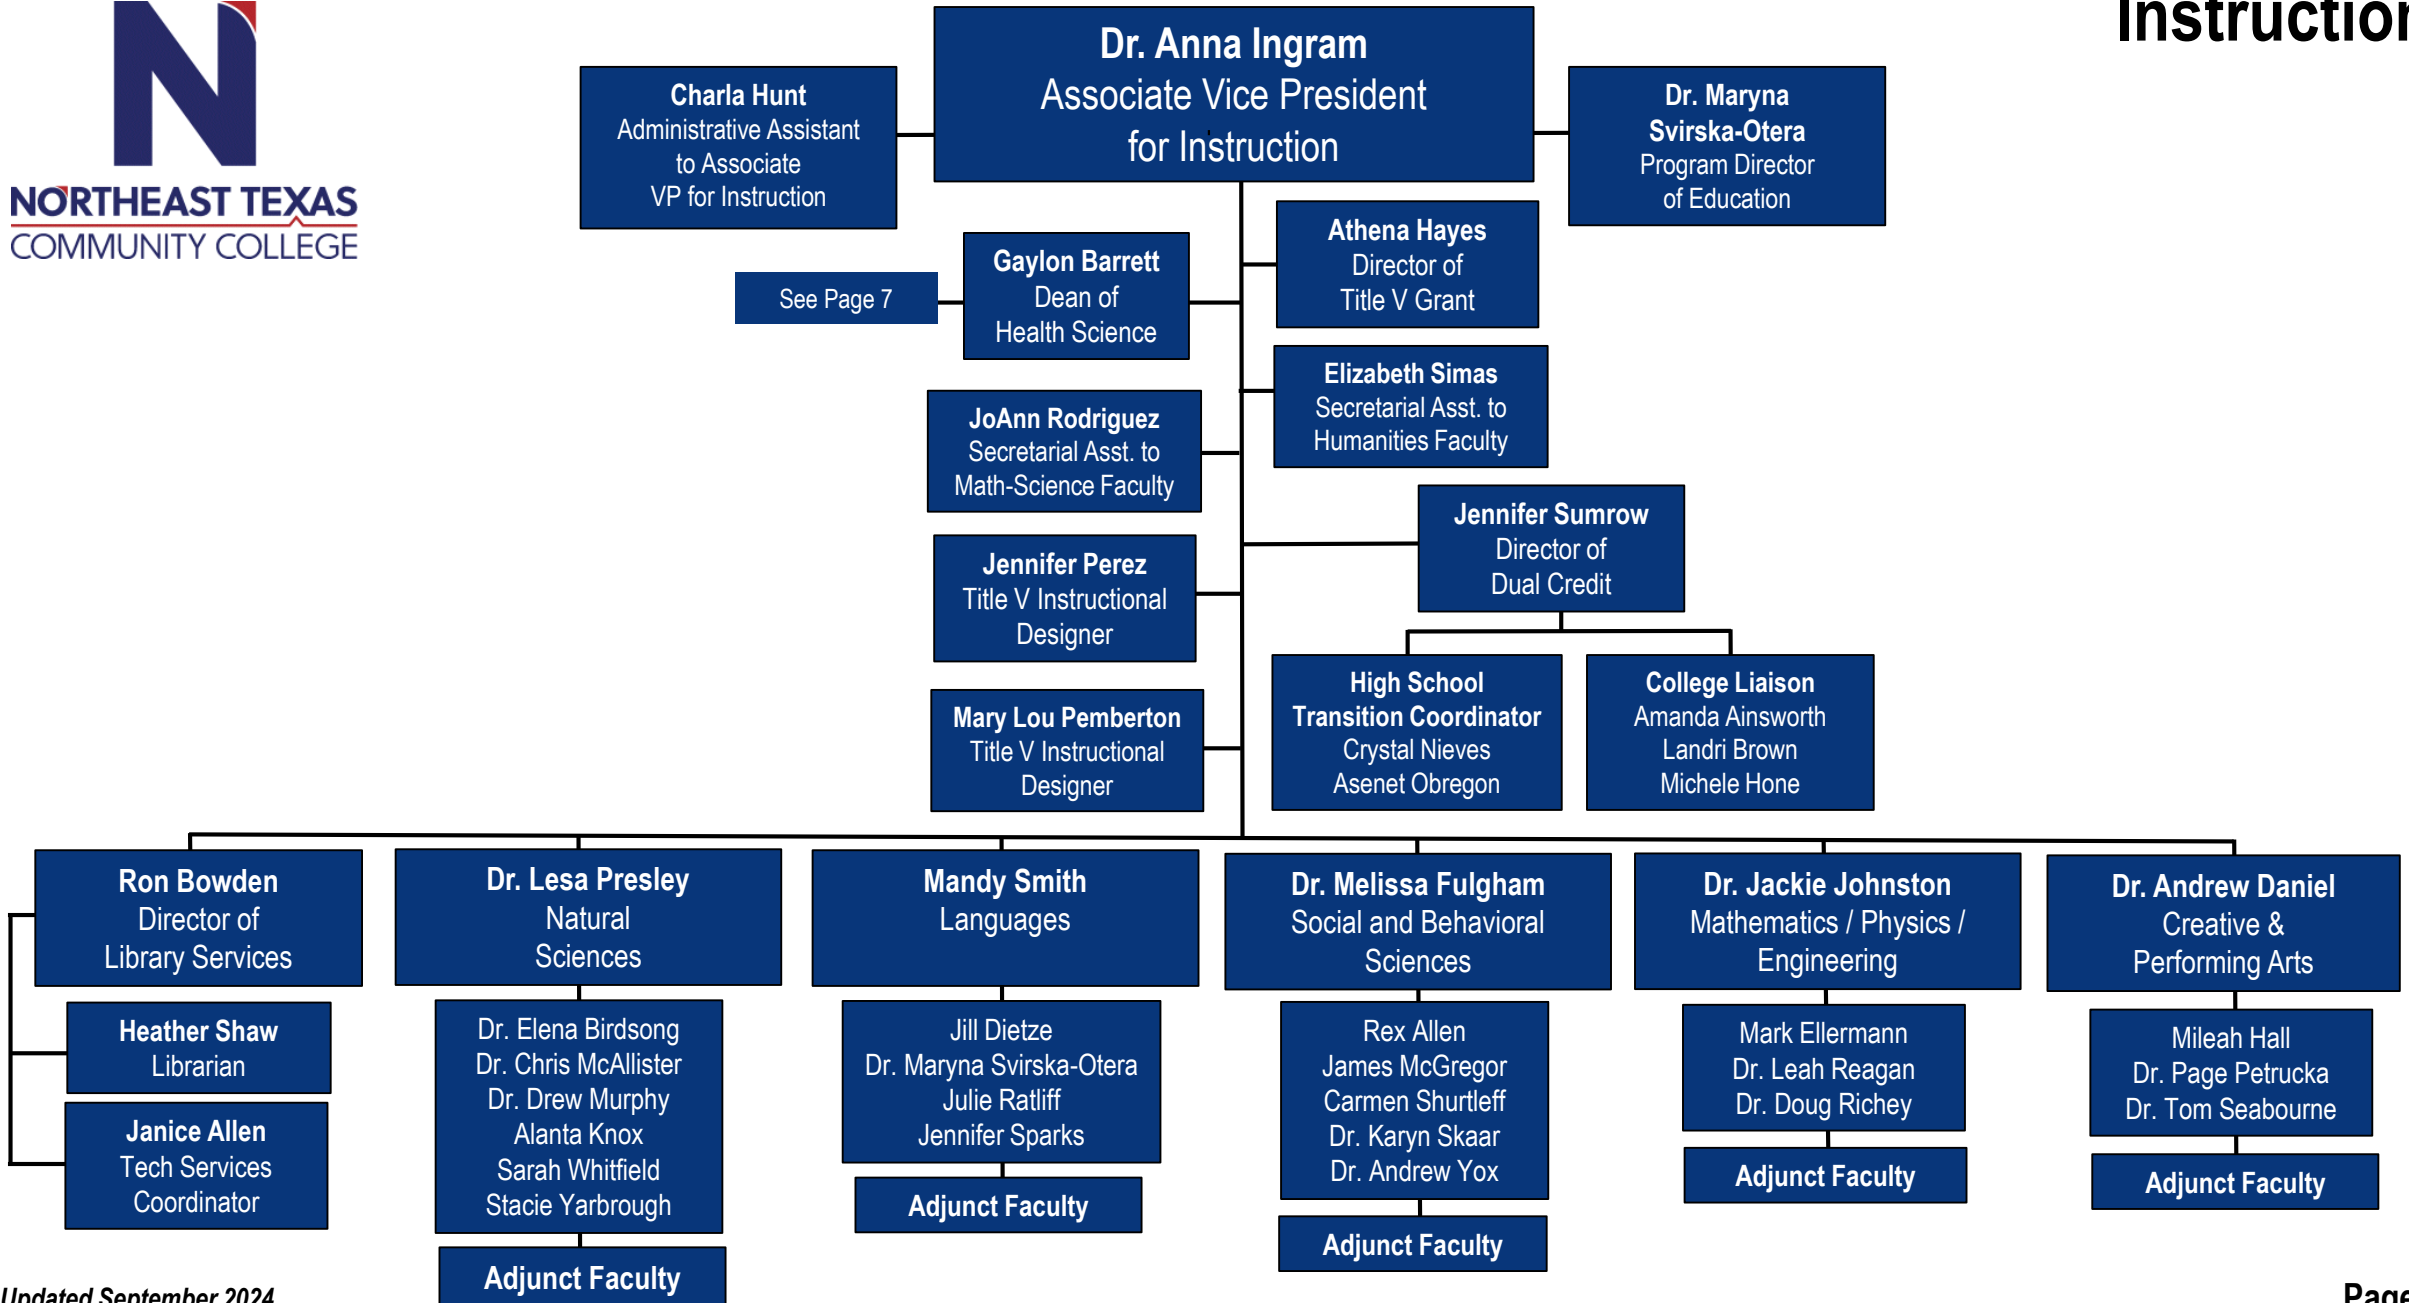 NORTHEAST TEXAS
COMMUNITY COLLEGE
Dr. Anna Ingram
Associate Vice President
for Instruction
Charla Hunt
Administrative Assistant
to Associate
VP for Instruction
Dr. Maryna
Svirska-Otera
Program Director
of Education
Gaylon Barrett
Dean of
Health Science
See Page 7
Athena Hayes
Director of
Title V Grant
Elizabeth Simas
Secretarial Asst. to
Humanities Faculty
JoAnn Rodriguez
Secretarial Asst. to
Math-Science Faculty
Jennifer Sumrow
Director of
Dual Credit
Jennifer Perez
Title V Instructional
Designer
High School
Transition Coordinator
Crystal Nieves
Asenet Obregon
College Liaison
Amanda Ainsworth
Landri Brown
Michele Hone
Mary Lou Pemberton
Title V Instructional
Designer
Ron Bowden
Director of
Library Services
Heather Shaw
Librarian
Janice Allen
Tech Services
Coordinator
Dr. Lesa Presley
Natural
Sciences
Dr. Elena Birdsong
Dr. Chris McAllister
Dr. Drew Murphy
Alanta Knox
Sarah Whitfield
Stacie Yarbrough
Adjunct Faculty
Mandy Smith
Languages
Jill Dietze
Dr. Maryna Svirska-Otera
Julie Ratliff
Jennifer Sparks
Adjunct Faculty
Dr. Melissa Fulgham
Social and Behavioral
Sciences
Rex Allen
James McGregor
Carmen Shurtleff
Dr. Karyn Skaar
Dr. Andrew Yox
Adjunct Faculty
Dr. Jackie Johnston
Mathematics / Physics /
Engineering
Mark Ellermann
Dr. Leah Reagan
Dr. Doug Richey
Adjunct Faculty
Dr. Andrew Daniel
Creative &
Performing Arts
Mileah Hall
Dr. Page Petrucka
Dr. Tom Seabourne
Adjunct Faculty
Updated September 2024
Page